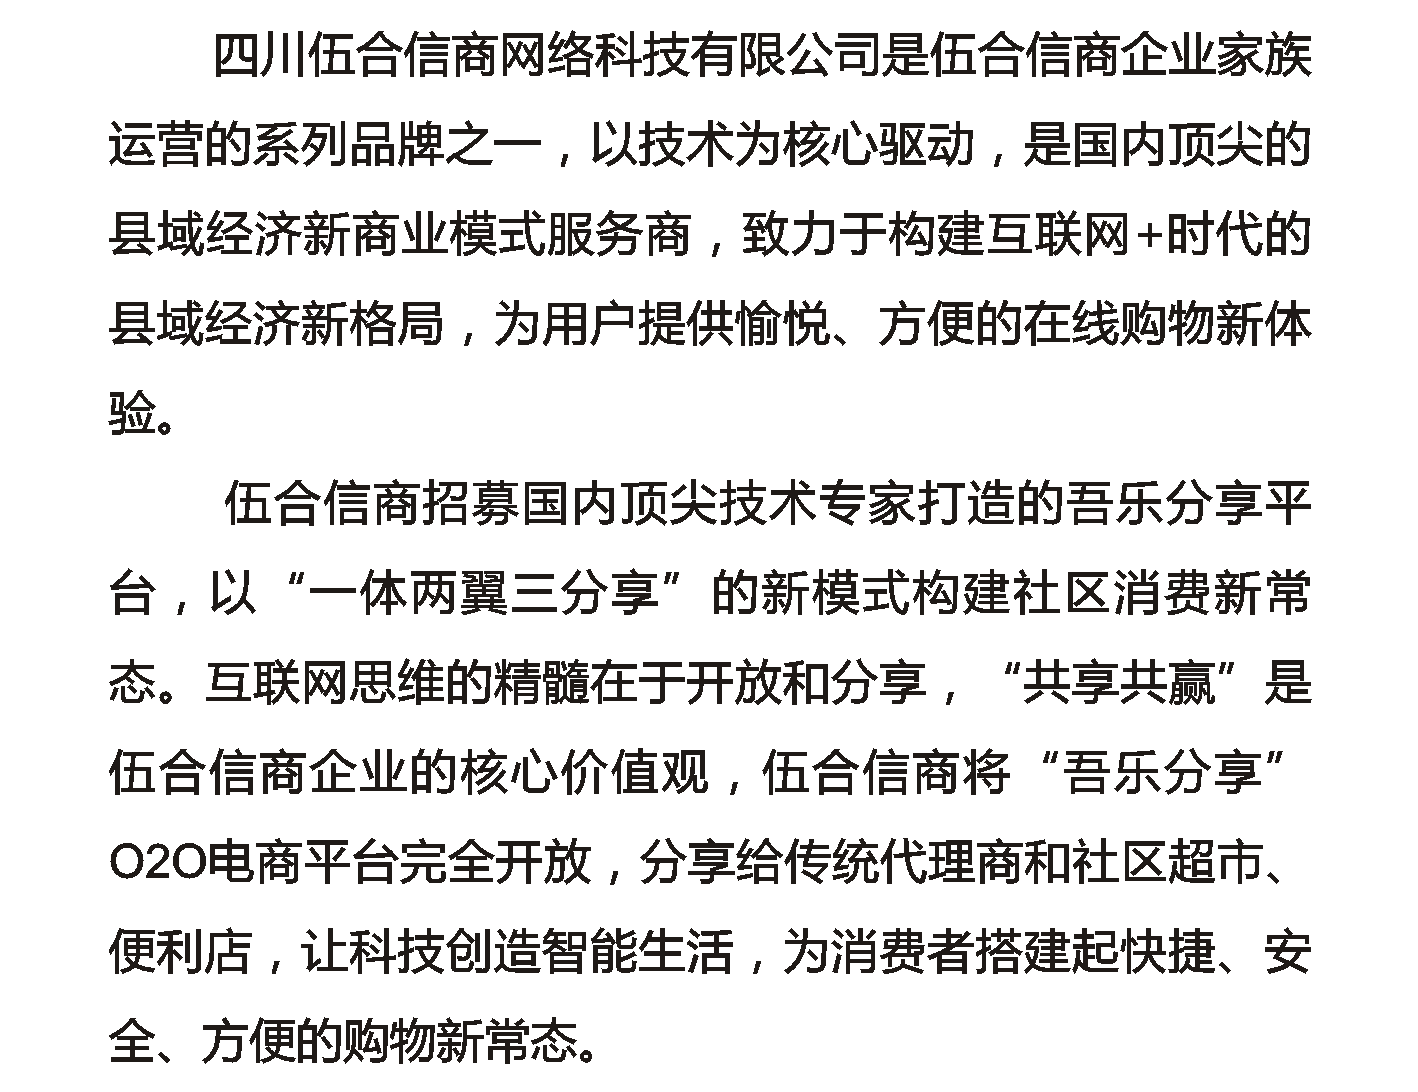 四川伍合信商网络科技有限公司是伍合信商企业家族
运营的系列品牌之一，以技术为核心驱动，是国内顶尖的
县域经济新商业模式服务商，致力于构建互联网+时代的
县域经济新格局，为用户提供愉悦、方便的在线购物新体
验。
伍合信商招募国内顶尖技术专家打造的吾乐分享平
台，以“一体两翼三分享”的新模式构建社区消费新常
态。互联网思维的精髓在于开放和分享，“共享共赢”是
伍合信商企业的核心价值观，伍合信商将“吾乐分享”
O2O电商平台完全开放，分享给传统代理商和社区超市、
便利店，让科技创造智能生活，为消费者搭建起快捷、安
全、方便的购物新常态。